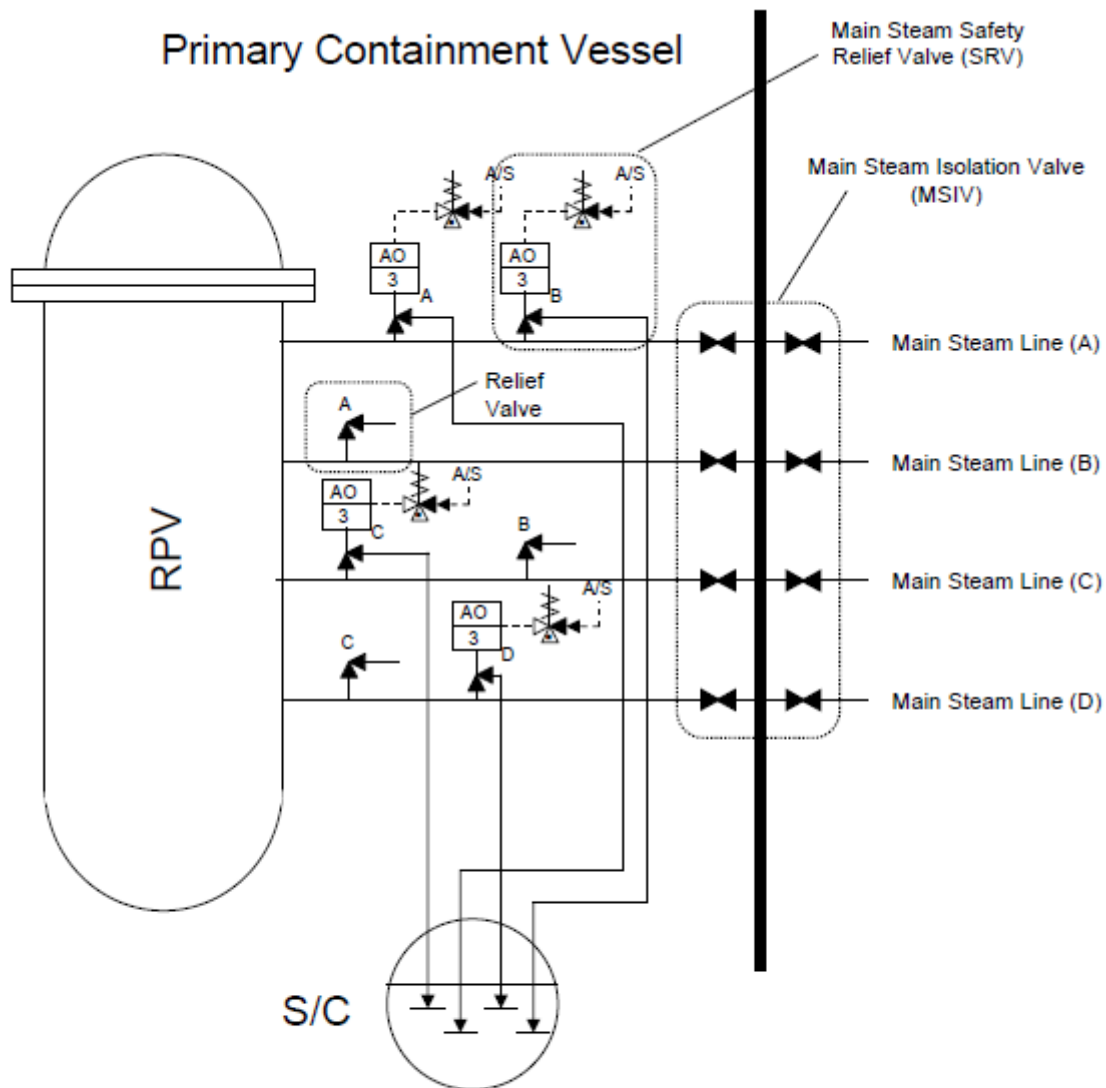 Primary Containment Vessel
Main Steam Safety
Relief Valve (SRV)
Main Steam Isolation Valve
(MSIV)
A/S
A/S
AO
3
A
AO
3
B
Main Steam Line (A)
Relief
Valve
A
Main Steam Line (B)
A/S
AO
3
C
B
RPV
Main Steam Line (C)
A/S
AO
3
D
C
Main Steam Line (D)
S/C